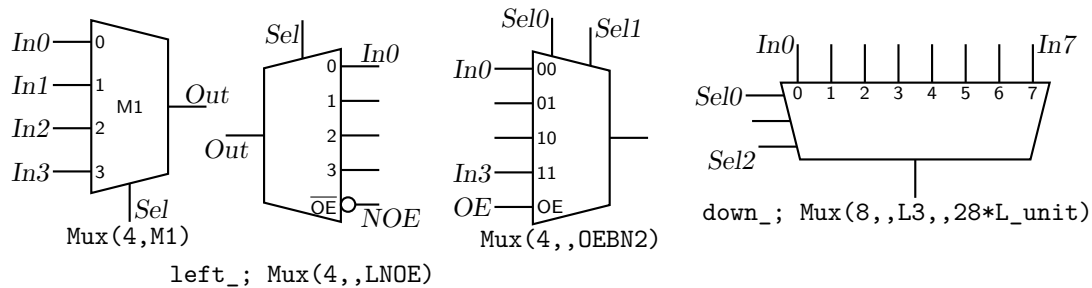 In0
In1
In2
In3
0
1
2
3
M1
Out
Sel
Mux(4,M1)
Sel
Out
0
1
2
3
OE
In0
NOE
left_; Mux(4,,LNOE)
Sel0
Sel1
In0
In3
OE
00
01
10
11
OE
Mux(4,,OEBN2)
In0
In7
Sel0
Sel2
0 1 2 3 4 5 6 7
down_; Mux(8,,L3,,28*L_unit)